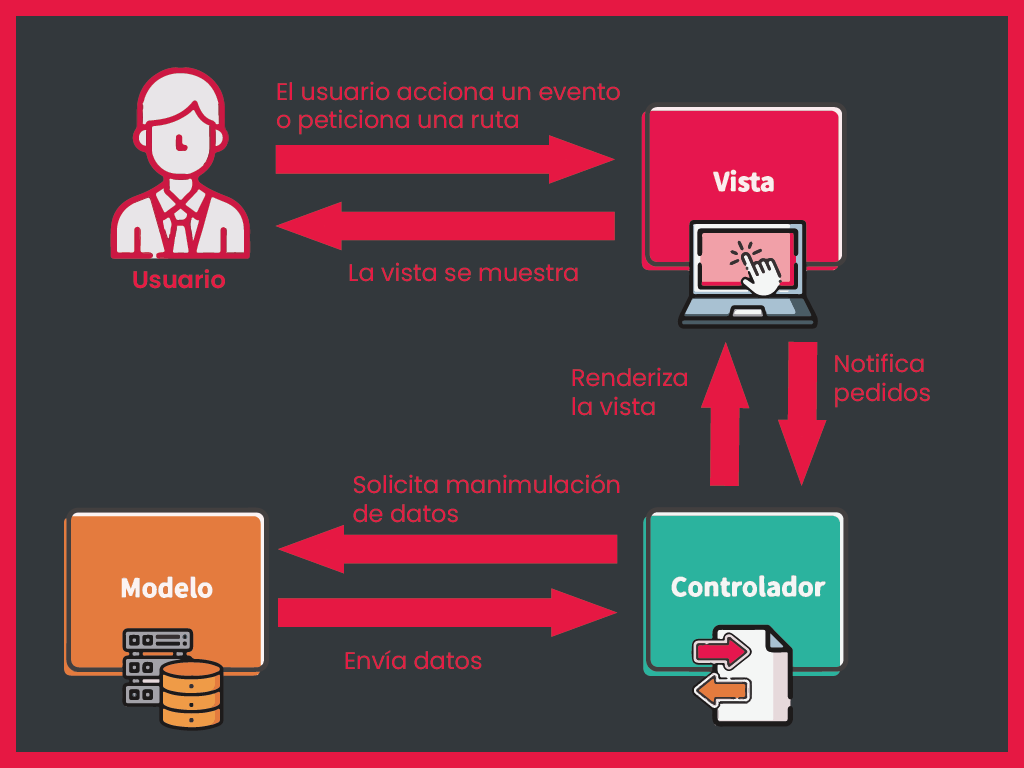 El usuario acciona un evento
o peticiona una ruta
Vista
La vista se muestra
Usuario
Renderiza
la vista
Notifica
pedidos
Solicita manimulación
de datos
Modelo
Controlador
Envía datos